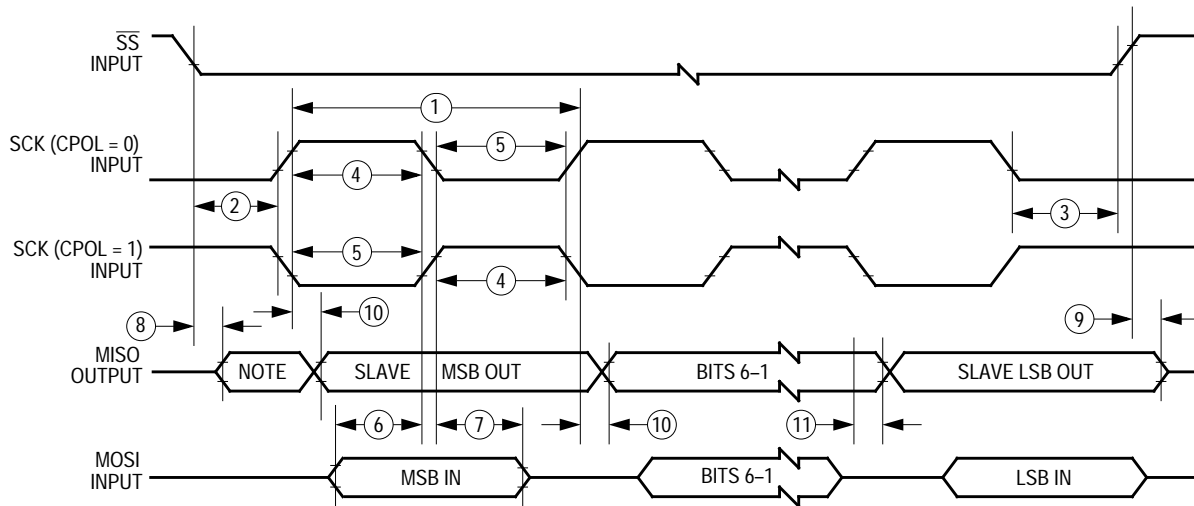 SS
INPUT
1
SCK (CPOL = 0)
INPUT
5
4
2
3
SCK (CPOL = 1)
INPUT
5
4
8
10
9
MISO
OUTPUT
NOTE
SLAVE MSB OUT
BITS 6–1
SLAVE LSB OUT
6
7
10
11
MOSI
INPUT
MSB IN
BITS 6–1
LSB IN